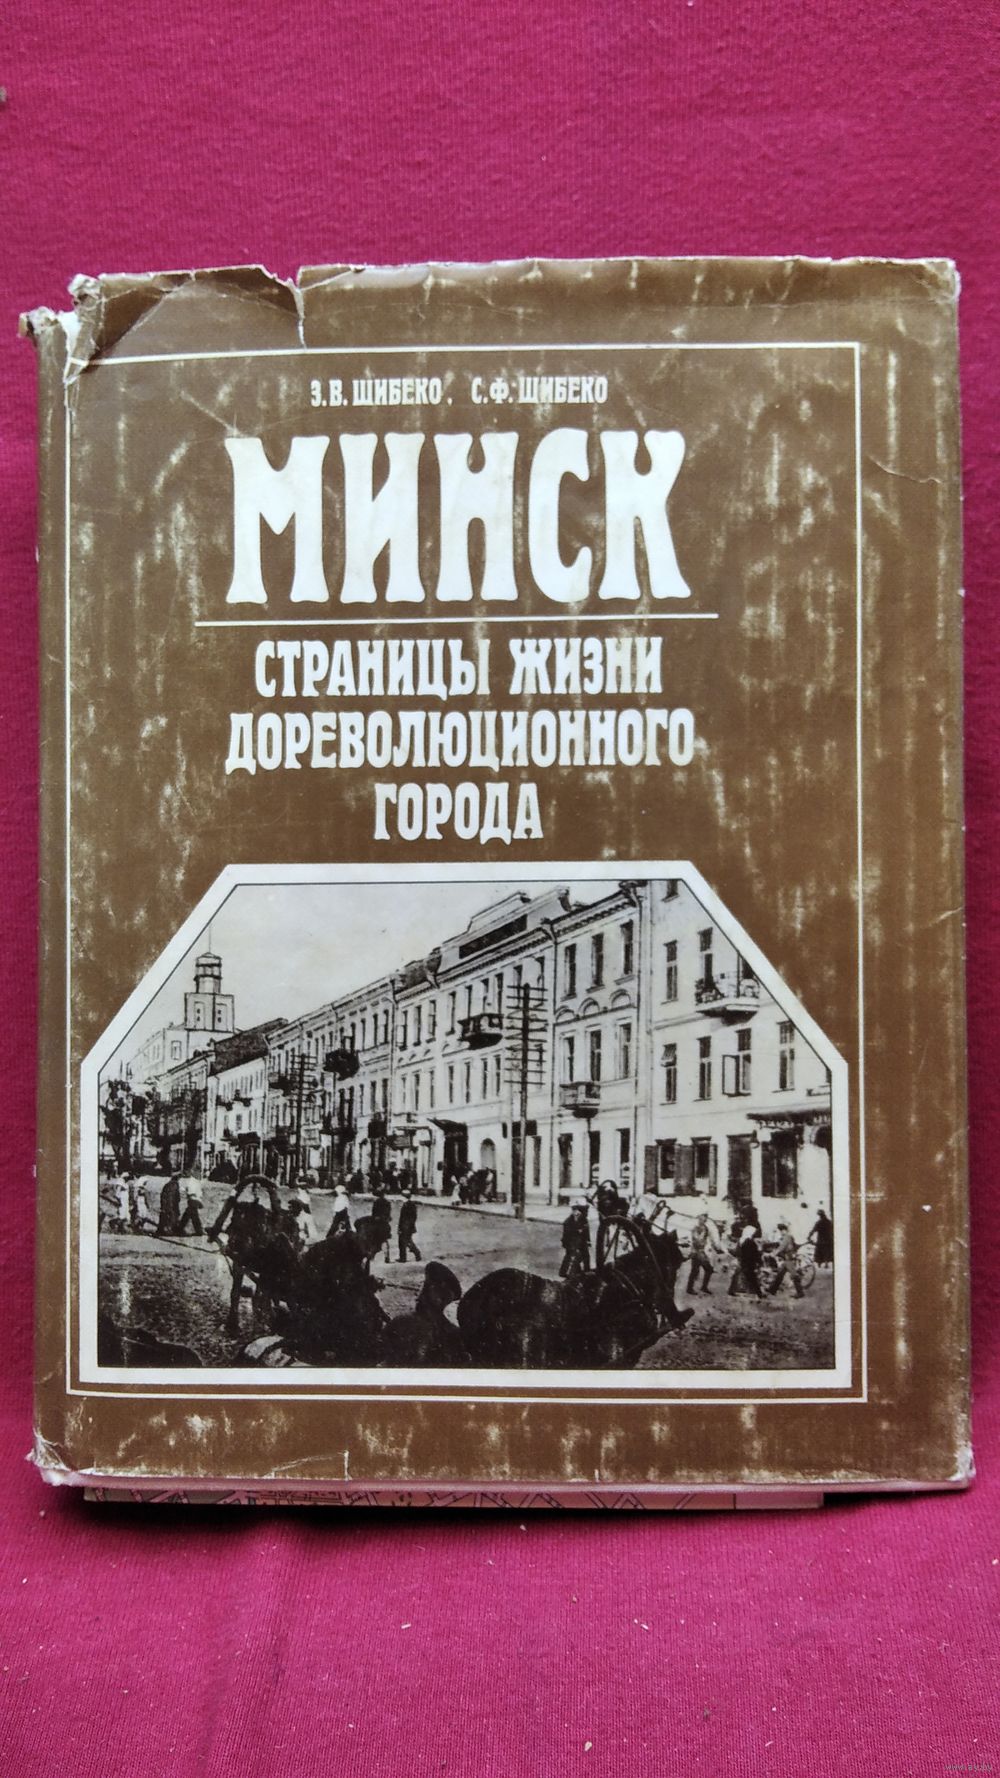 З.В. ШИБЕКО, С.Ф. ШИБЕКО
МИНСК
СТРАНИЦЫ ЖИЗНИ
ДОРЕВОЛЮЦИОННОГО
ГОРОДА